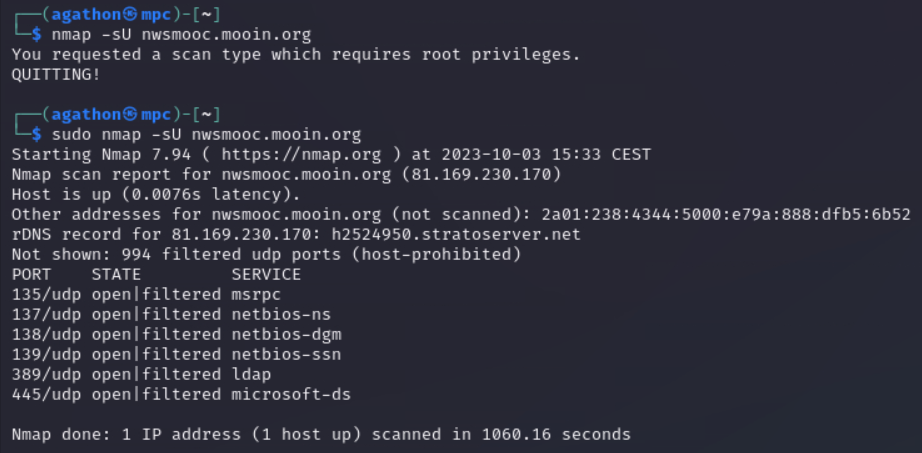 ┌──(agathon㉿mpc)-[~]
└─$ nmap -sU nwsmooc.mooin.org
You requested a scan type which requires root privileges.
QUITTING!
┌──(agathon㉿mpc)-[~]
└─$ sudo nmap -sU nwsmooc.mooin.org
Starting Nmap 7.94 ( https://nmap.org ) at 2023-10-03 15:33 CEST
Nmap scan report for nwsmooc.mooin.org (81.169.230.170)
Host is up (0.0076s latency).
Other addresses for nwsmooc.mooin.org (not scanned): 2a01:238:4344:5000:e79a:888:dfb5:6b52
rDNS record for 81.169.230.170: h2524950.stratoserver.net
Not shown: 994 filtered udp ports (host-prohibited)
PORT    STATE         SERVICE
135/udp open|filtered msrpc
137/udp open|filtered netbios-ns
138/udp open|filtered netbios-dgm
139/udp open|filtered netbios-ssn
389/udp open|filtered ldap
445/udp open|filtered microsoft-ds
Nmap done: 1 IP address (1 host up) scanned in 1060.16 seconds